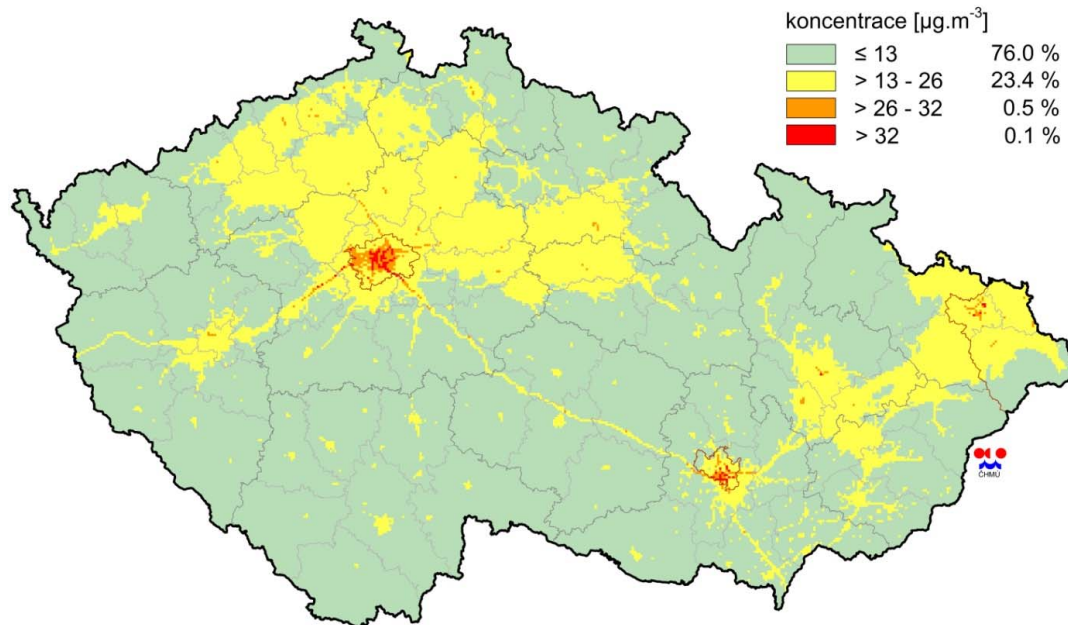 koncentrace [µg.m⁻³]
≤ 13 76.0 %
> 13 - 26 23.4 %
> 26 - 32 0.5 %
> 32 0.1 %
ČHMÚ